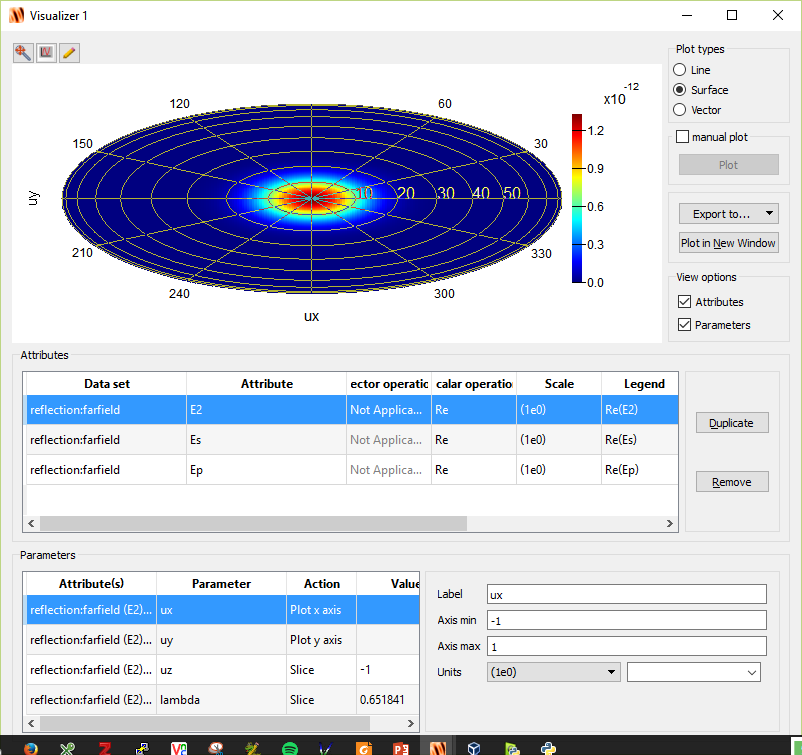 Visualizer 1
Plot types
Line
Surface
Vector
manual plot
Plot
Export to...
Plot in New Window
View options
Attributes
Parameters
120
60
150
30
10 20 30 40 50
210
330
240
300
uy
ux
x10 -12
1.2
0.9
0.6
0.3
0.0
Attributes
Data set Attribute ector operatic calar operation Scale Legend
reflection:farfield E2 Not Applica... Re (1e0) Re(E2)
reflection:farfield Es Not Applica... Re (1e0) Re(Es)
reflection:farfield Ep Not Applica... Re (1e0) Re(Ep)
Duplicate
Remove
Parameters
Attribute(s) Parameter Action Value
reflection:farfield (E2)... ux Plot x axis
reflection:farfield (E2)... uy Plot y axis
reflection:farfield (E2)... uz Slice -1
reflection:farfield (E2)... lambda Slice 0.651841
Label ux
Axis min -1
Axis max 1
Units (1e0)